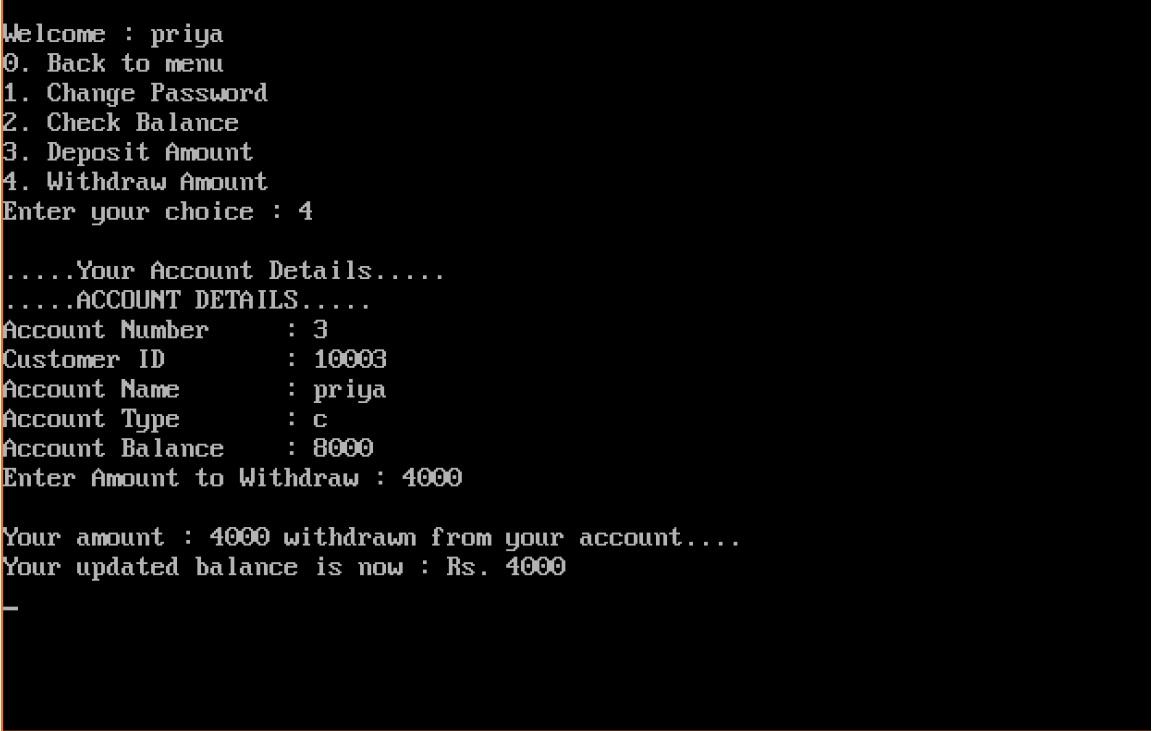 Welcome : priya
0. Back to menu
1. Change Password
2. Check Balance
3. Deposit Amount
4. Withdraw Amount
Enter your choice : 4
.....Your Account Details.....
.....ACCOUNT DETAILS.....
Account Number     : 3
Customer ID        : 10003
Account Name       : priya
Account Type       : c
Account Balance    : 8000
Enter Amount to Withdraw : 4000
Your amount : 4000 withdrawn from your account....
Your updated balance is now : Rs. 4000